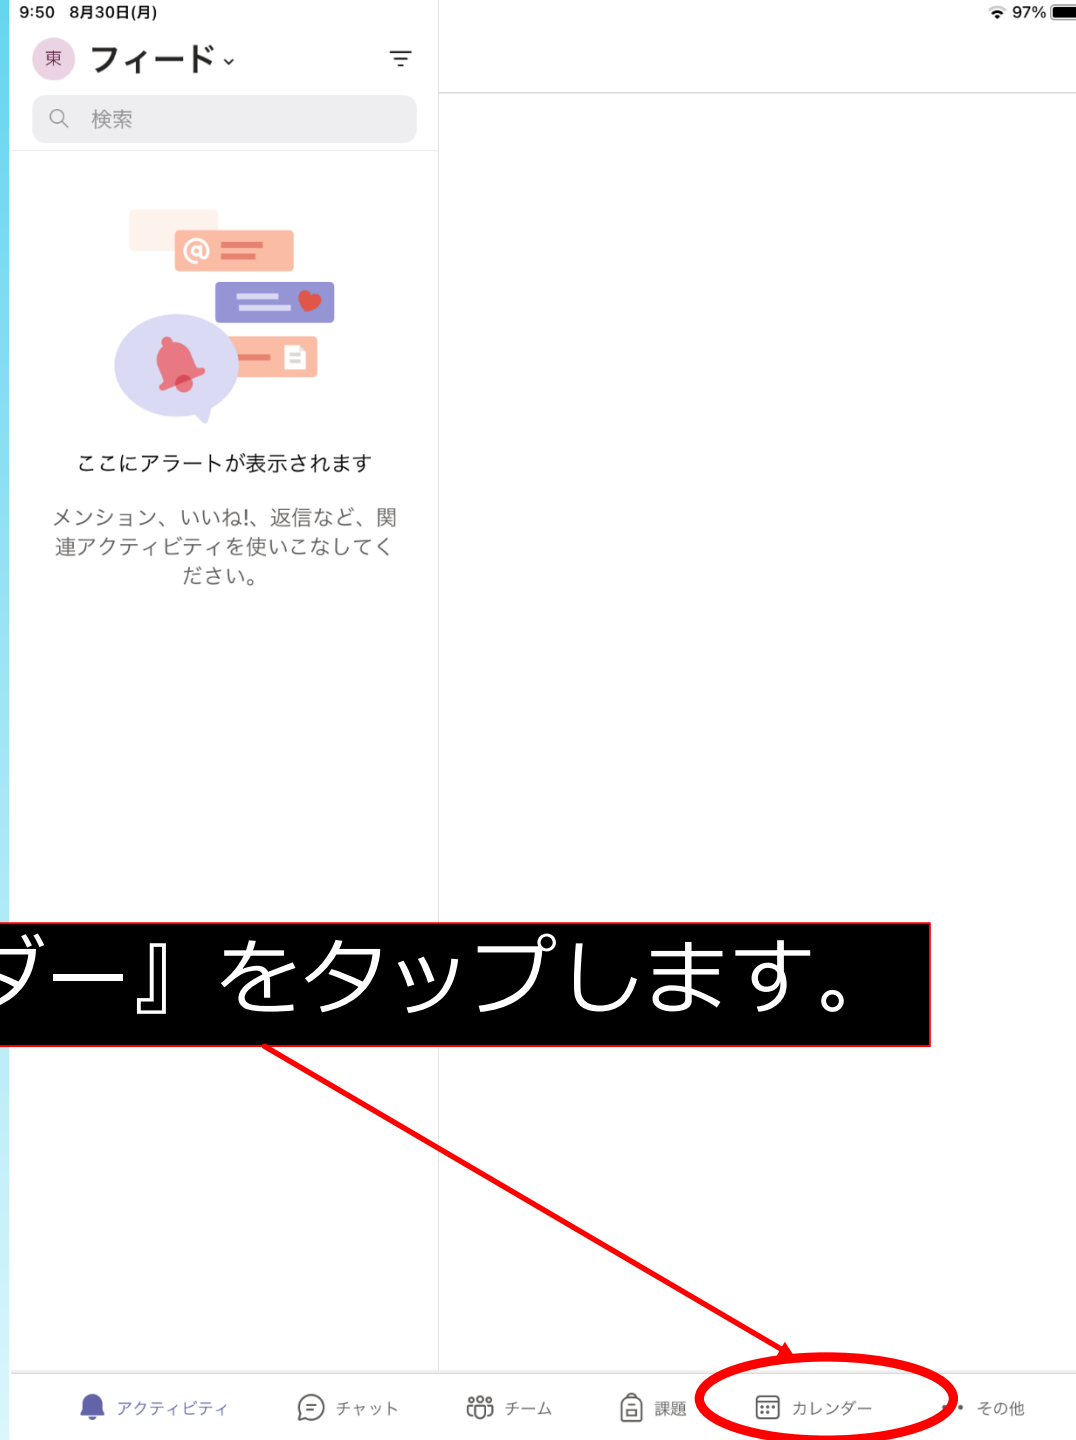 9:50 8月30日(月)
97%
東 フィード
検索
@
ここにアラートが表示されます
メンション、いいね!、返信など、関
連アクティビティを使いこなしてく
ださい。
ダー』をタップします。
アクティビティ
チャット
チーム
課題
カレンダー
その他